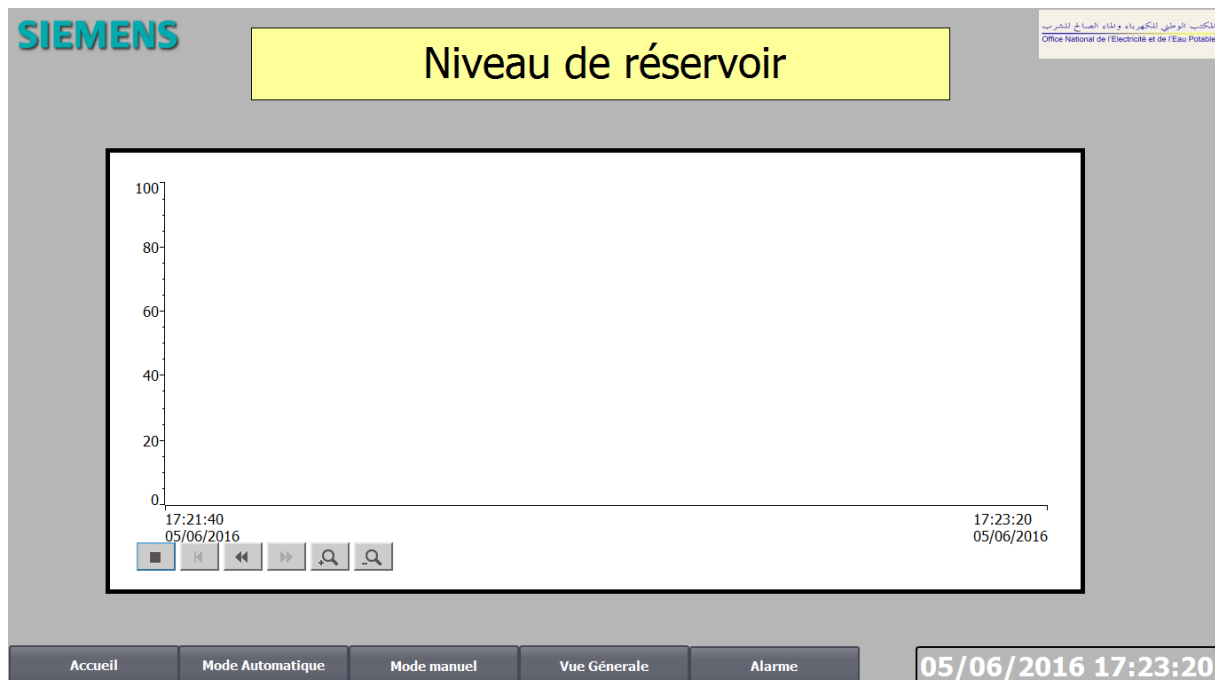 SIEMENS
Niveau de réservoir
المكتب الوطني للكهرباء والماء الصالح للشرب
Office National de l'Electricité et de l'Eau Potable
100
80
60
40
20
0
17:21:40
05/06/2016
17:23:20
05/06/2016
Accueil
Mode Automatique
Mode manuel
Vue Génerale
Alarme
05/06/2016 17:23:20